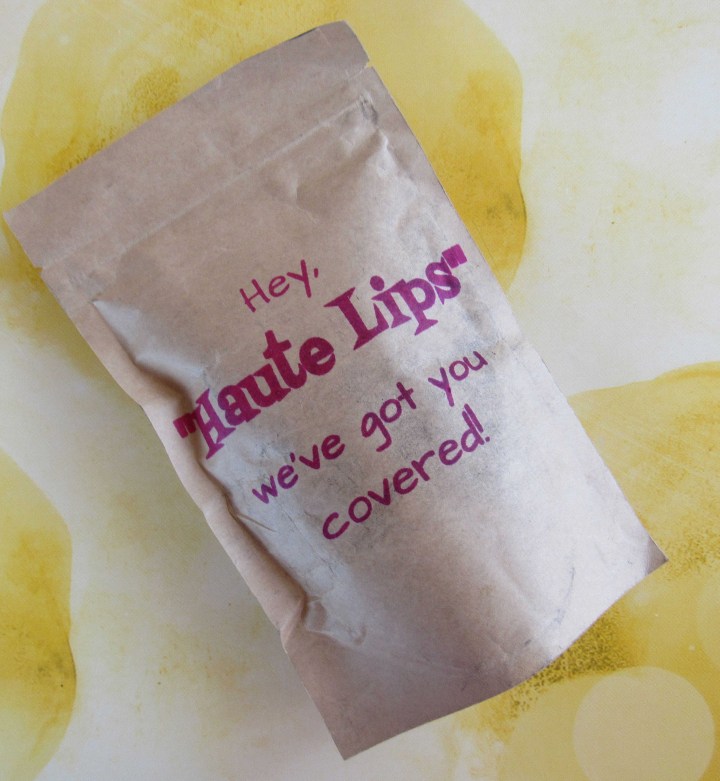 Hey,
"Haute Lips"
we've got you
covered!